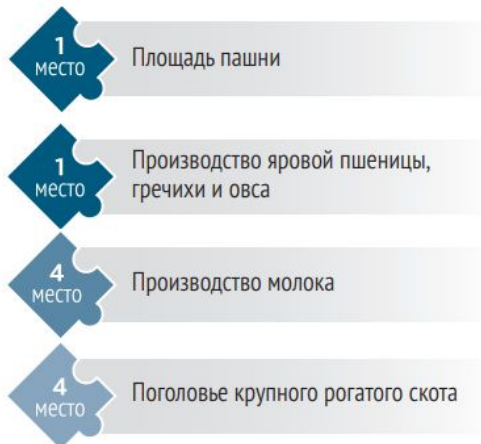 1
место
Площадь пашни
1
место
Производство яровой пшеницы,
гречихи и овса
4
место
Производство молока
4
место
Поголовье крупного рогатого скота